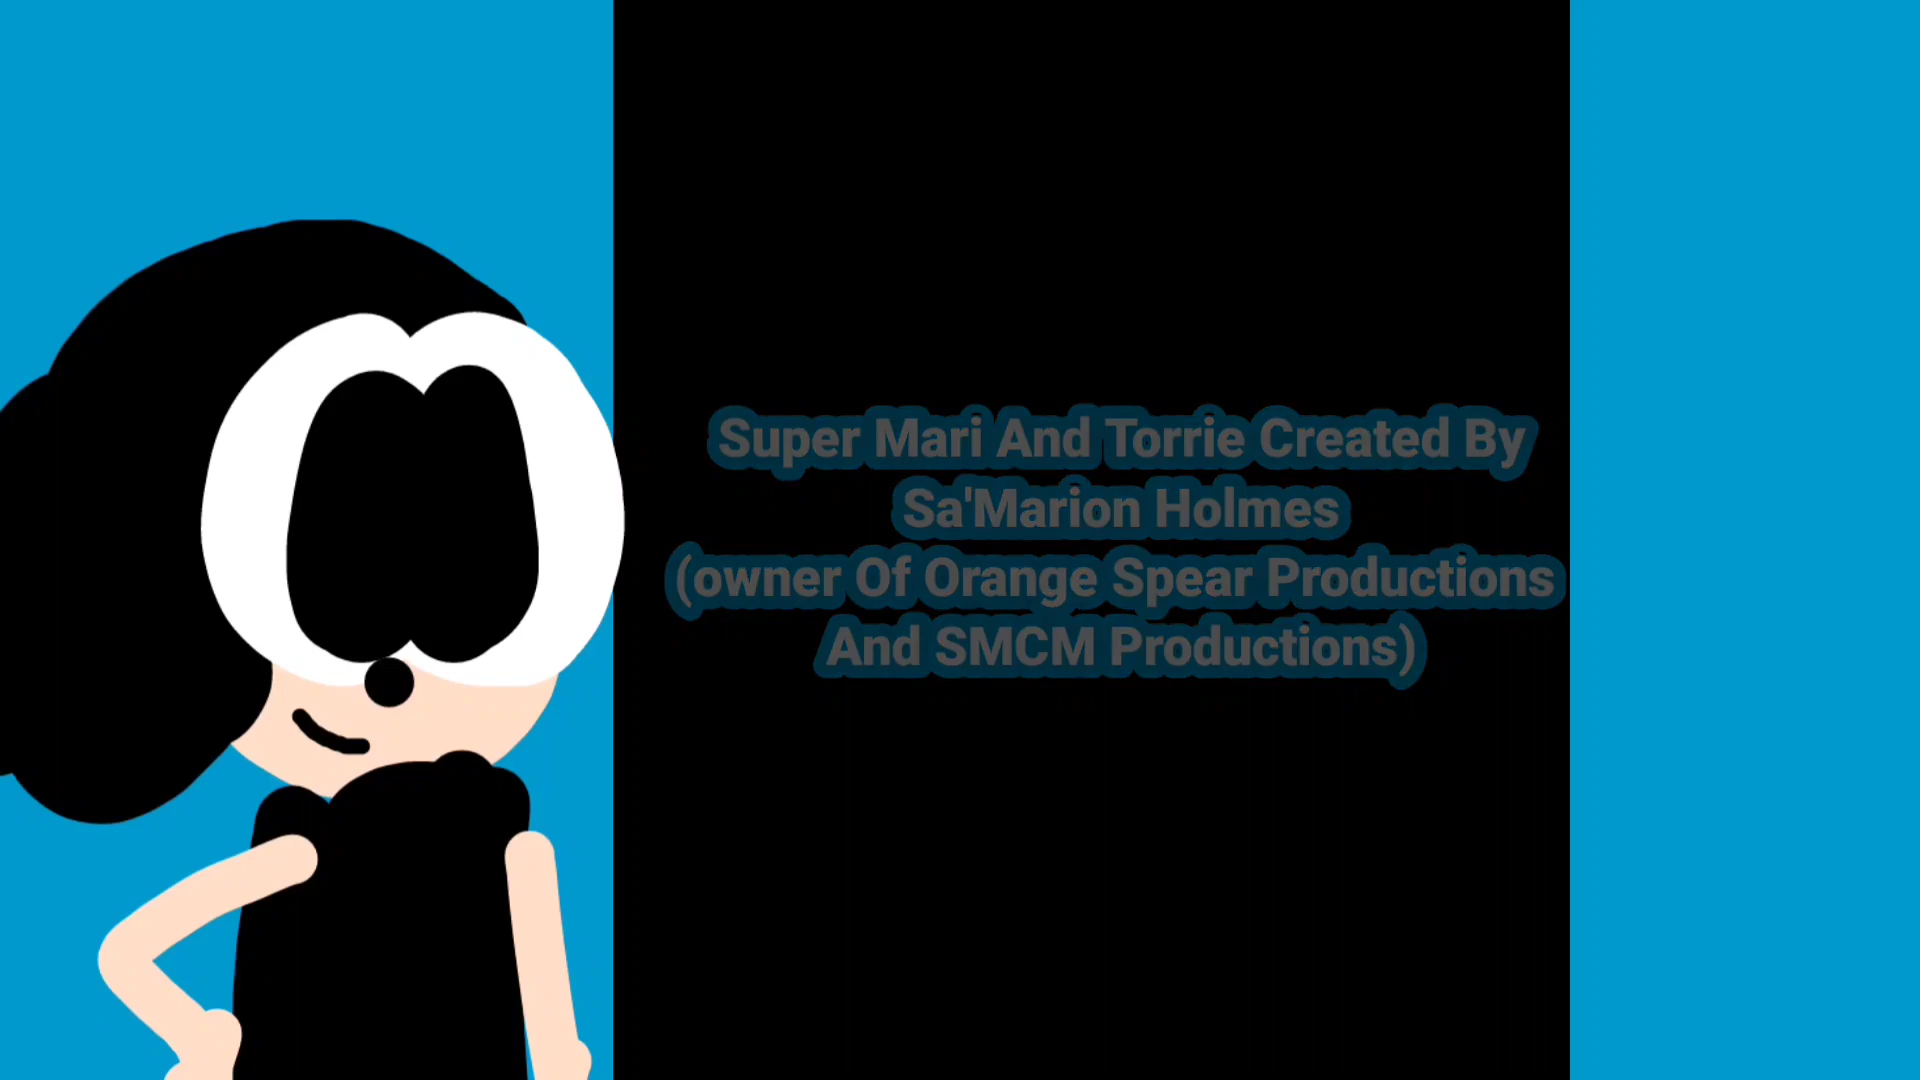 Super Mari And Torrie Created By
Sa'Marion Holmes
(owner Of Orange Spear Productions
And SMCM Productions)